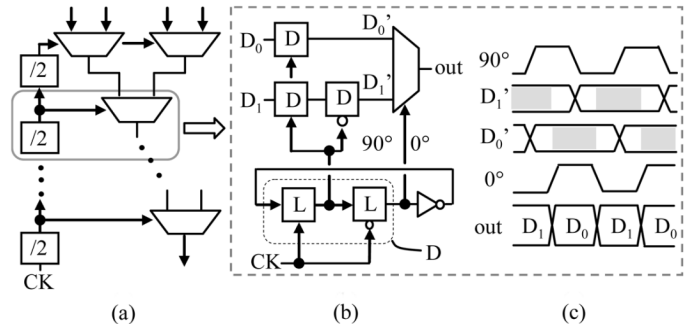 /2
/2
/2
CK
(a)
D₀
D
D₀'
D₁
D
D
D₁'
out
90°
0°
L
L
D
CK
(b)
90°
D₁'
D₀'
0°
out
D₁
D₀
D₁
D₀
(c)